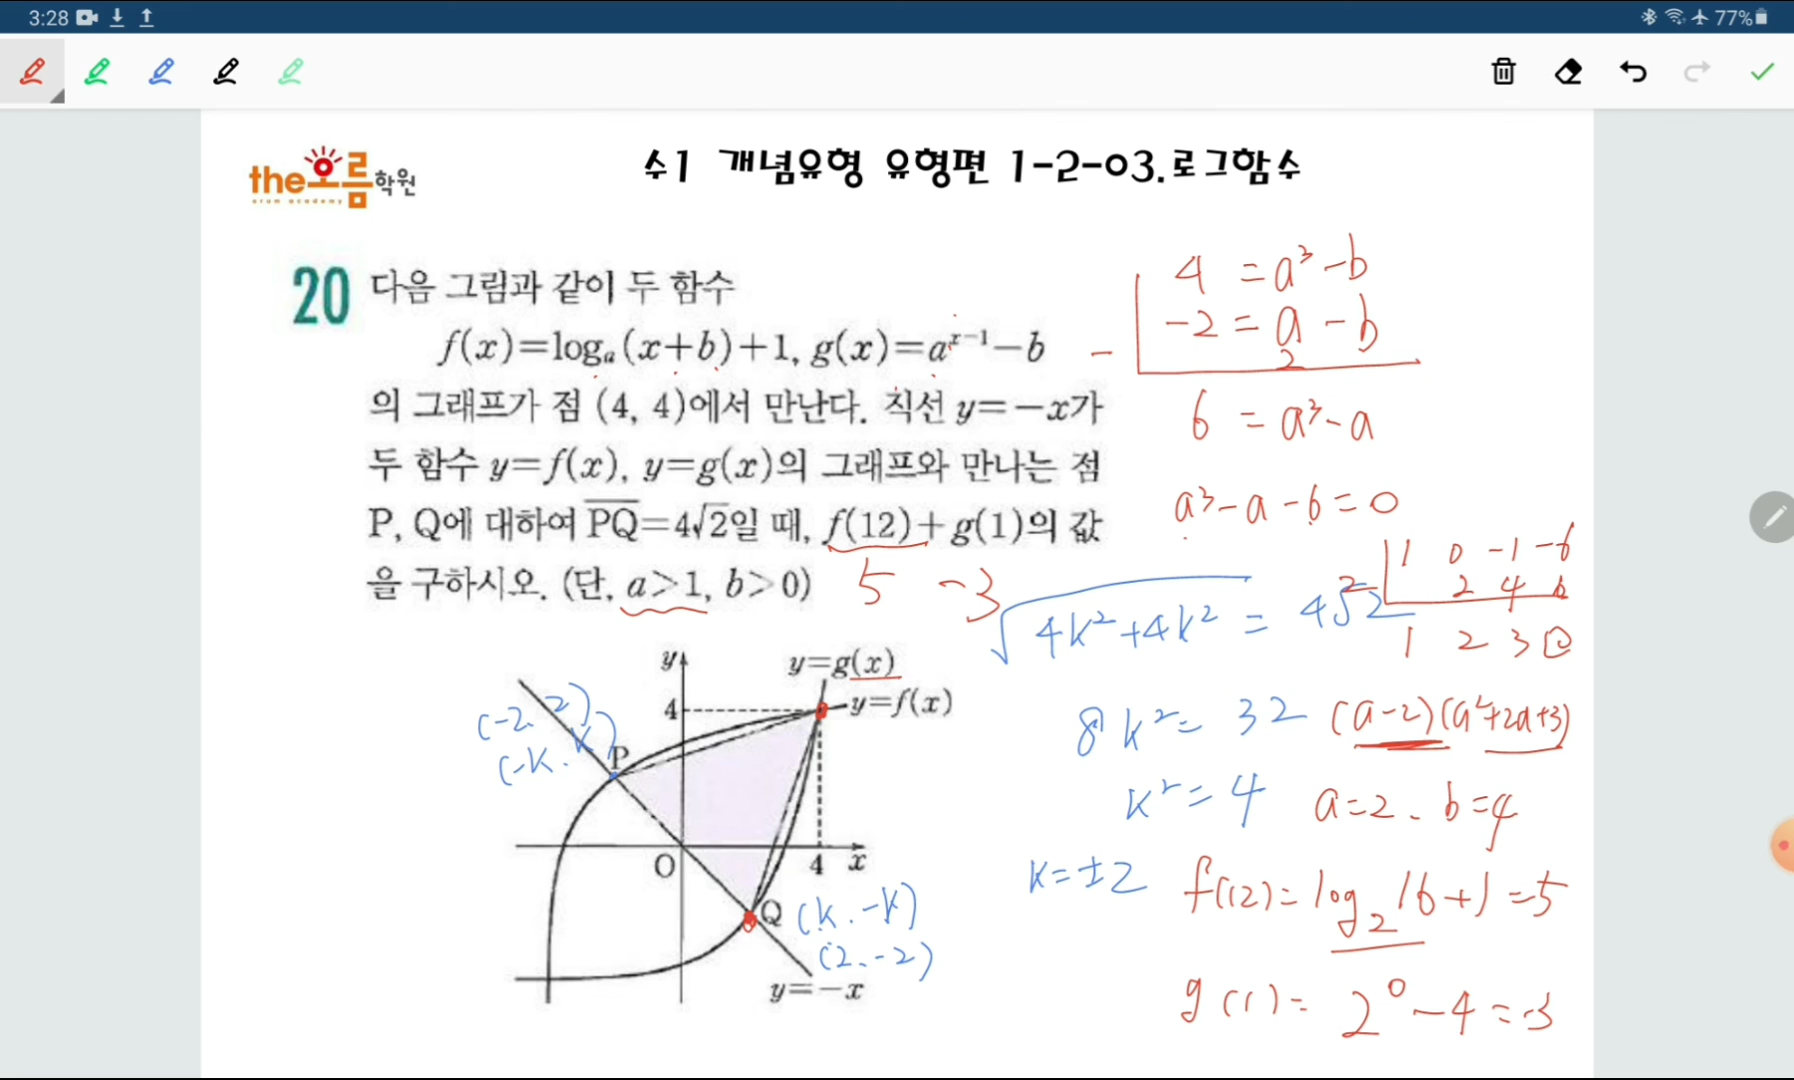 3:28
77%
the오름학원
oram academy
수1 개념유형 유형편 1-2-03.로그함수
20 다음 그림과 같이 두 함수
f(x)=logₐ(x+b)+1, g(x)=aˣ⁻¹-b
의 그래프가 점 (4, 4)에서 만난다. 직선 y=-x가
두 함수 y=f(x), y=g(x)의 그래프와 만나는 점
P, Q에 대하여 PQ=4√2일 때, f(12)+g(1)의 값
을 구하시오. (단, a>1, b>0)
5 -3
4 = a³-b
-2 = a-b
2
-
6 = a³-a
a³-a-6=0
2 1 0 -1 -6
2 4 6
1 2 3 0
√4k²+4k² = 4√2
8k²=32
k²=4
k=±2
(a-2)(a²+2a+3)
a=2. b=4
f(12)=log₂16+1=5
g(1)= 2⁰-4=-3
y
y=g(x)
4
y=f(x)
(-2. 2)
(-k. k)
P
O
4
x
Q
(k. -k)
(2. -2)
y=-x